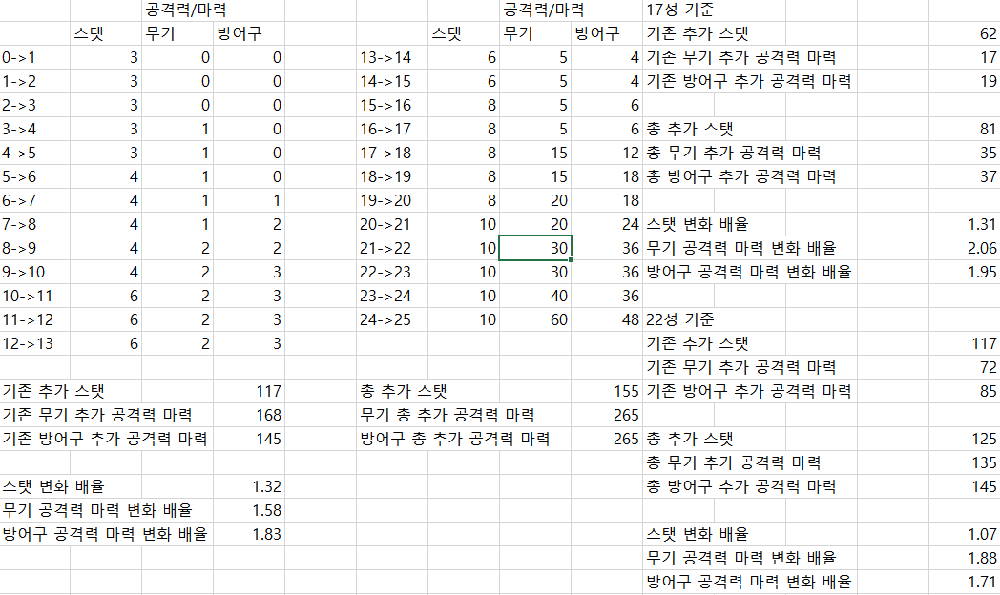 공격력/마력 공격력/마력 17성 기준
스탯 무기 방어구 스탯 무기 방어구 기존 추가 스탯 62
0->1 3 0 0 13->14 6 5 4 기존 무기 추가 공격력 마력 17
1->2 3 0 0 14->15 6 5 4 기존 방어구 추가 공격력 마력 19
2->3 3 0 0 15->16 8 5 6
3->4 3 1 0 16->17 8 5 6 총 추가 스탯 81
4->5 3 1 0 17->18 8 15 12 총 무기 추가 공격력 마력 35
5->6 4 1 0 18->19 8 15 18 총 방어구 추가 공격력 마력 37
6->7 4 1 1 19->20 8 20 18
7->8 4 1 2 20->21 10 20 24 스탯 변화 배율 1.31
8->9 4 2 2 21->22 10 30 36 무기 공격력 마력 변화 배율 2.06
9->10 4 2 3 22->23 10 30 36 방어구 공격력 마력 변화 배율 1.95
10->11 6 2 3 23->24 10 40 36
11->12 6 2 3 24->25 10 60 48 22성 기준
12->13 6 2 3 기존 추가 스탯 117
기존 무기 추가 공격력 마력 72
기존 추가 스탯 117 총 추가 스탯 155 기존 방어구 추가 공격력 마력 85
기존 무기 추가 공격력 마력 168 무기 총 추가 공격력 마력 265
기존 방어구 추가 공격력 마력 145 방어구 총 추가 공격력 마력 265 총 추가 스탯 125
총 무기 추가 공격력 마력 135
스탯 변화 배율 1.32 총 방어구 추가 공격력 마력 145
무기 공격력 마력 변화 배율 1.58
방어구 공격력 마력 변화 배율 1.83 스탯 변화 배율 1.07
무기 공격력 마력 변화 배율 1.88
방어구 공격력 마력 변화 배율 1.71